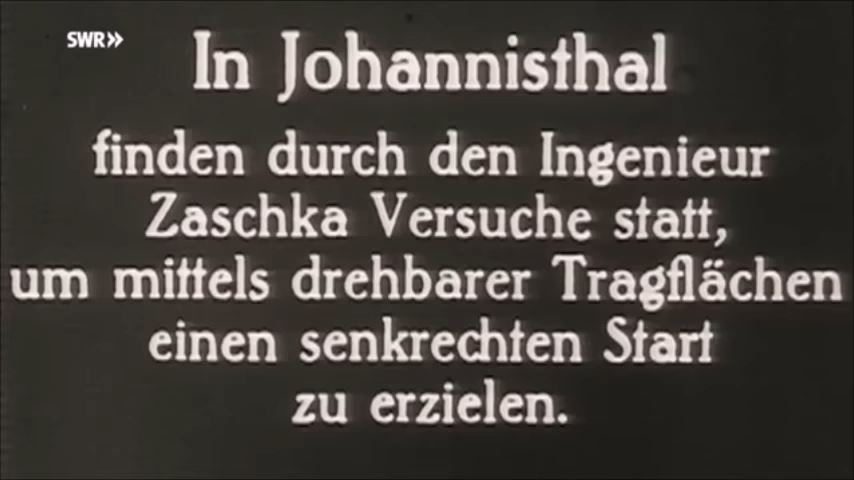 SWR»
In Johannisthal
finden durch den Ingenieur
Zaschka Versuche statt,
um mittels drehbarer Tragflächen
einen senkrechten Start
zu erzielen.